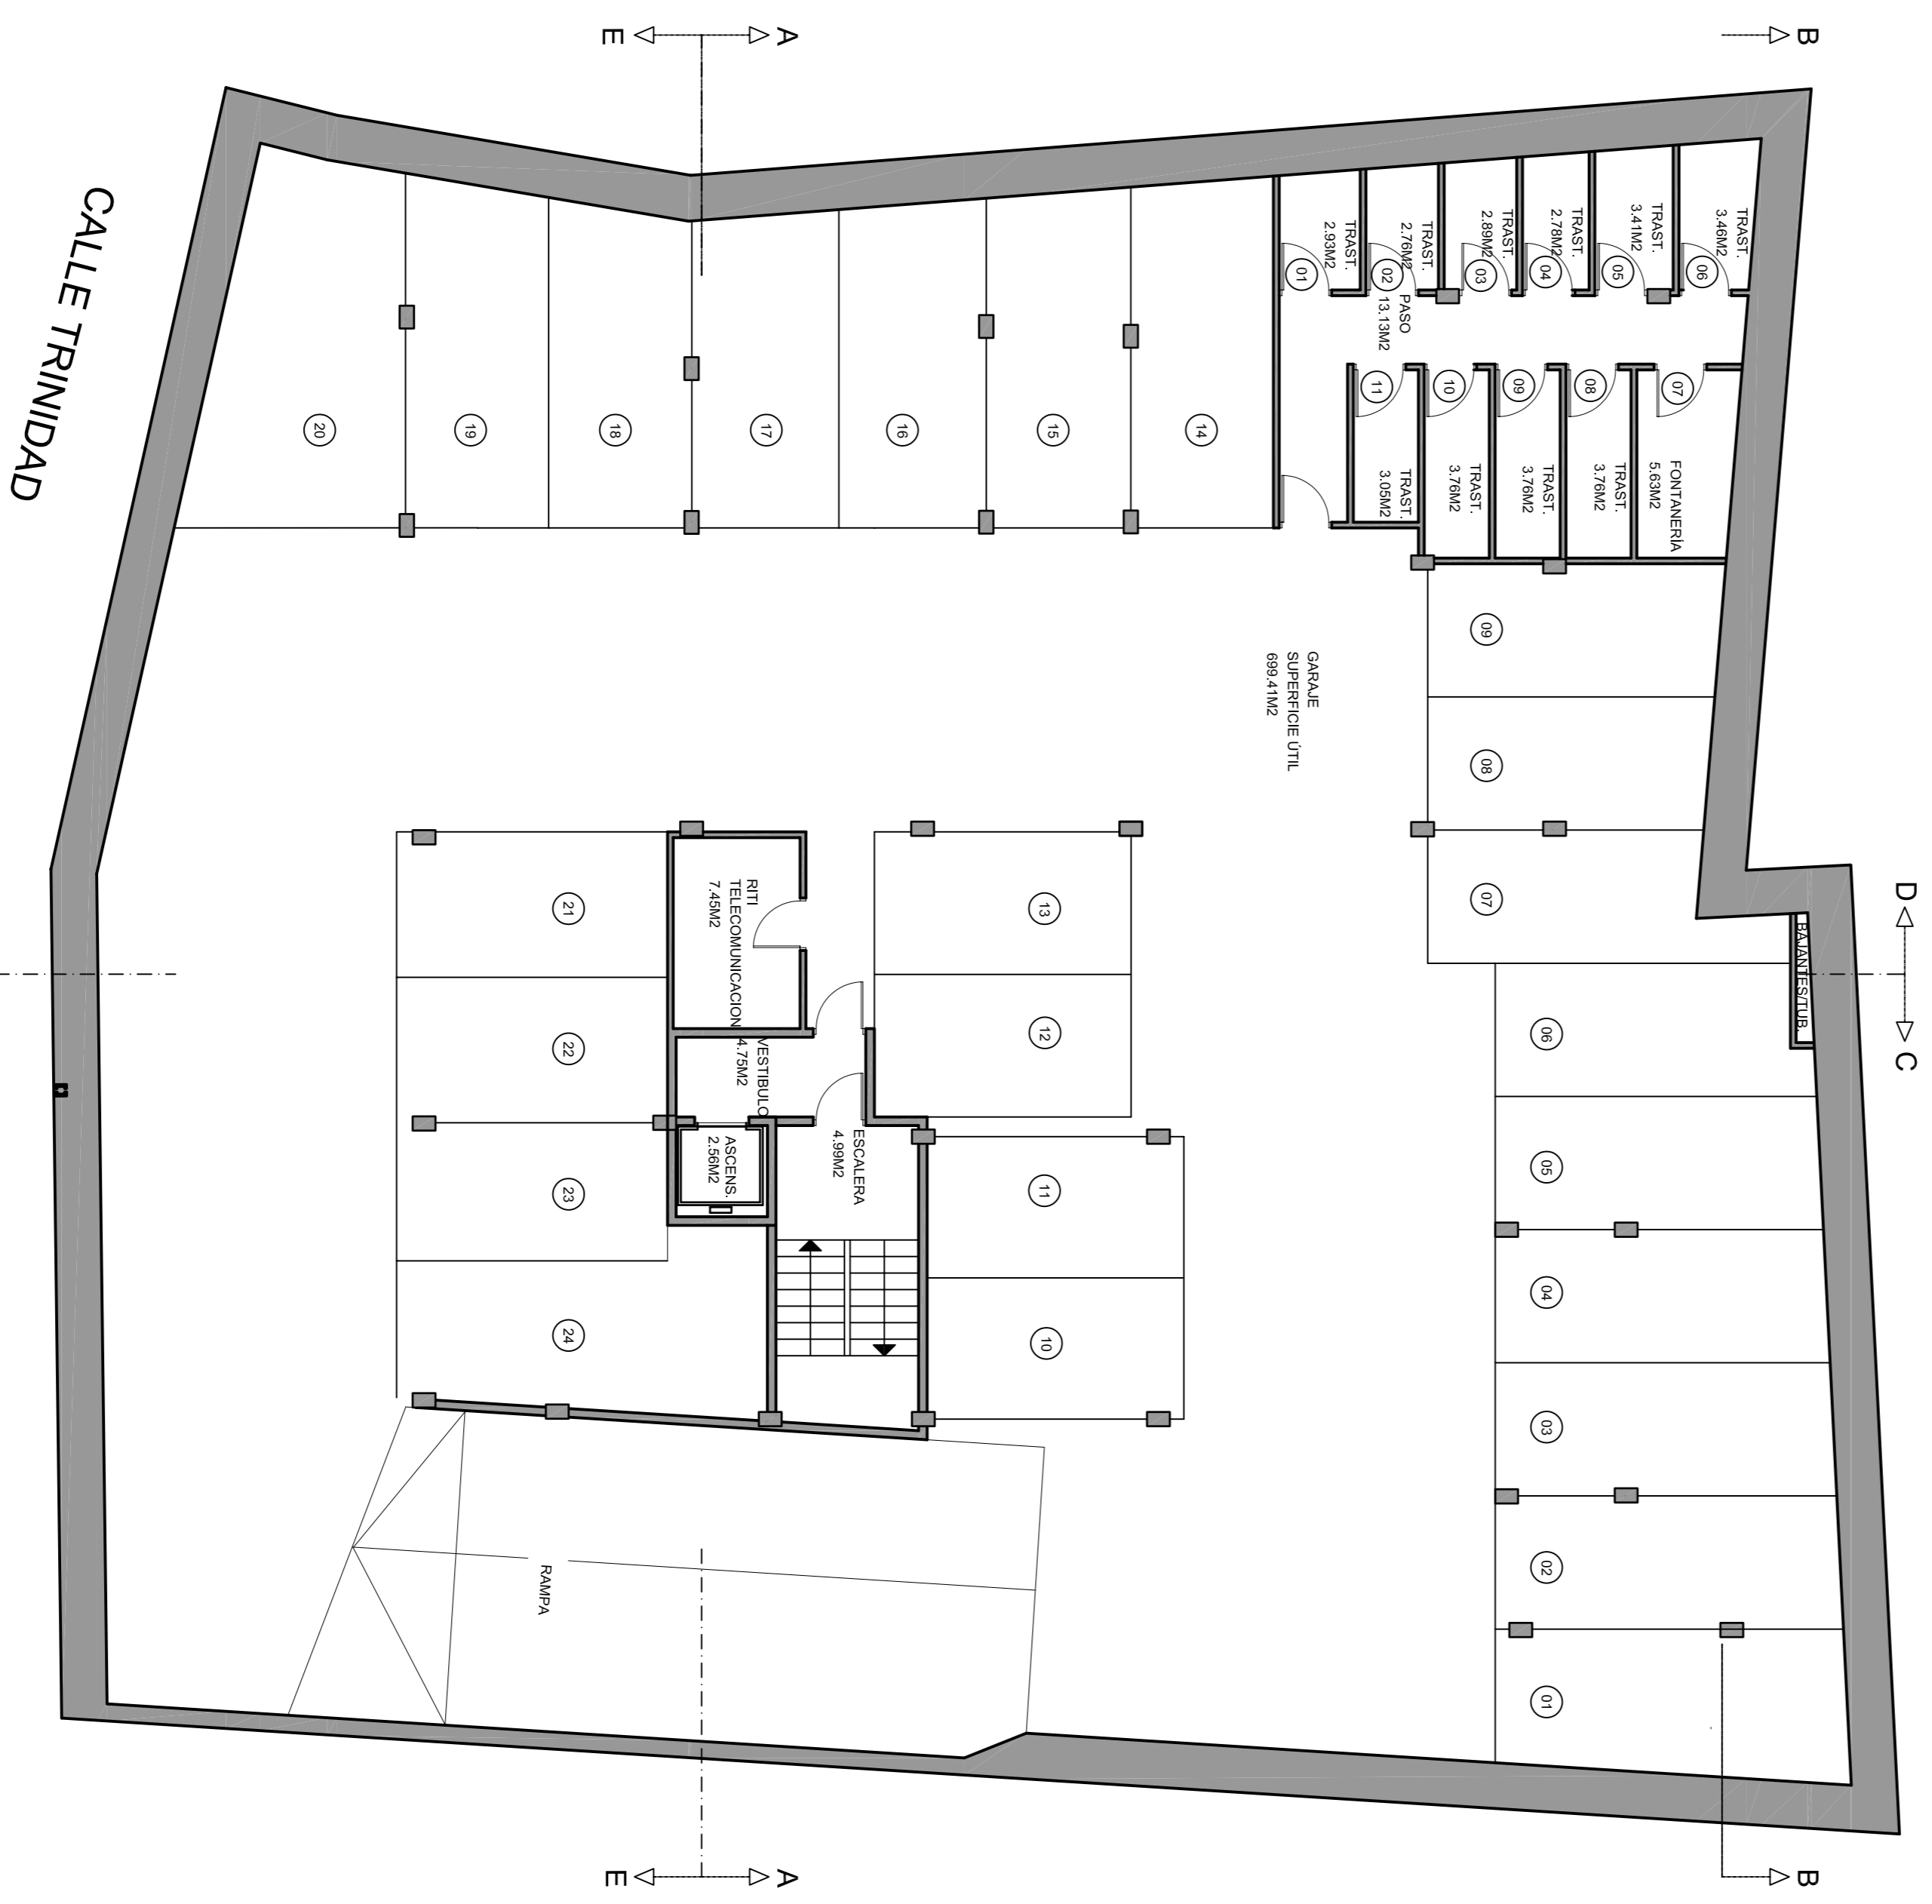 E
A
B
CALLE TRINIDAD
TRAST.
2.93M2
01
TRAST.
2.76M2
02
TRAST.
2.89M2
03
TRAST.
2.78M2
04
TRAST.
3.41M2
05
TRAST.
3.46M2
06
PASO
13.13M2
11
TRAST.
3.05M2
10
TRAST.
3.76M2
09
TRAST.
3.76M2
08
TRAST.
3.76M2
07
FONTANERÍA
5.63M2
20
19
18
17
16
15
14
GARAJE
SUPERFICIE ÚTIL
699.41M2
09
08
07
BAJANTES/TUB.
D
C
06
05
04
03
02
01
13
12
11
10
21
22
23
24
RITI
TELECOMUNICACION
7.45M2
VESTIBULO
4.75M2
ASCENS.
2.56M2
ESCALERA
4.99M2
RAMPA
E
A
B